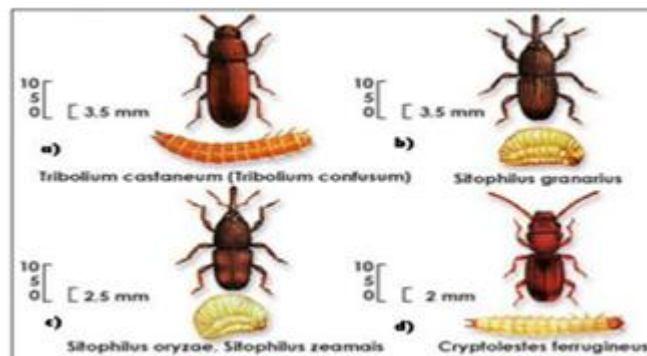 10
5
0
3.5 mm
a)
Tribolium castaneum (Tribolium confusum)
10
5
0
3.5 mm
b)
Sitophilus granarius
10
5
0
2.5 mm
c)
Sitophilus oryzae, Sitophilus zeamais
10
5
0
2 mm
d)
Cryptolestes ferrugineus